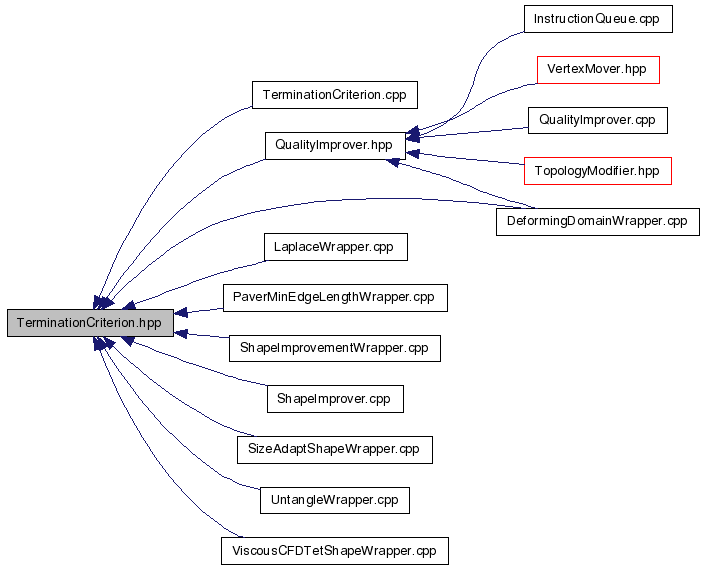 InstructionQueue.cpp
VertexMover.hpp
TerminationCriterion.cpp
QualityImprover.cpp
QualityImprover.hpp
TopologyModifier.hpp
DeformingDomainWrapper.cpp
LaplaceWrapper.cpp
PaverMinEdgeLengthWrapper.cpp
TerminationCriterion.hpp
ShapeImprovementWrapper.cpp
ShapeImprover.cpp
SizeAdaptShapeWrapper.cpp
UntangleWrapper.cpp
ViscousCFDTetShapeWrapper.cpp